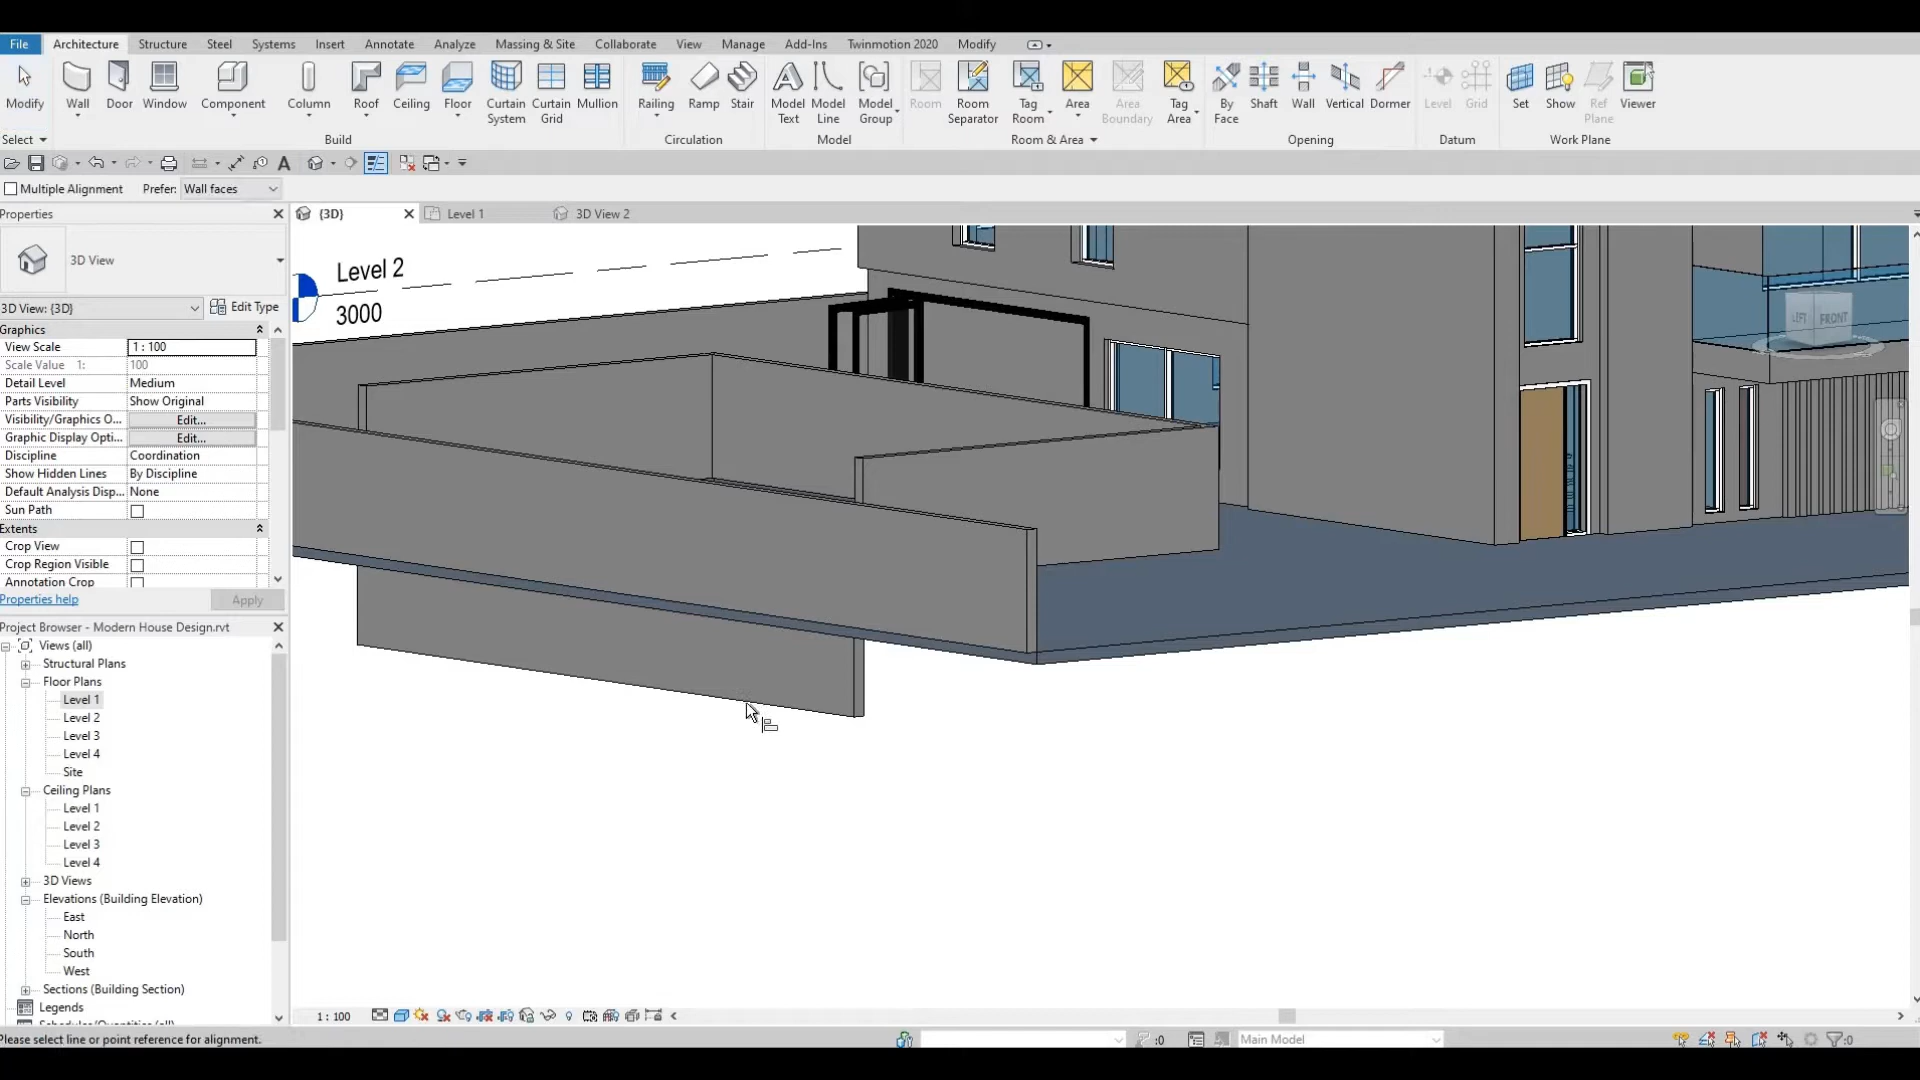 File Architecture Structure Steel Systems Insert Annotate Analyze Massing & Site Collaborate View Manage Add-Ins Twinmotion 2020 Modify
Modify Wall Door Window Component Column Roof Ceiling Floor Curtain System Curtain Grid Mullion Railing Ramp Stair Model Text Model Line Model Group Room Room Separator Tag Room Area Area Boundary Tag Area By Face Shaft Wall Vertical Dormer Level Grid Set Show Ref Plane Viewer
Select Build Circulation Model Room & Area Opening Datum Work Plane
Multiple Alignment Prefer: Wall faces
Properties
{3D} Level 1 3D View 2
3D View
3D View: {3D} Edit Type
Graphics
View Scale 1 : 100
Scale Value 1: 100
Detail Level Medium
Parts Visibility Show Original
Visibility/Graphics O... Edit...
Graphic Display Opti... Edit...
Discipline Coordination
Show Hidden Lines By Discipline
Default Analysis Disp... None
Sun Path
Extents
Crop View
Crop Region Visible
Annotation Crop
Properties help Apply
Project Browser - Modern House Design.rvt
Views (all)
Structural Plans
Floor Plans
Level 1
Level 2
Level 3
Level 4
Site
Ceiling Plans
Level 1
Level 2
Level 3
Level 4
3D Views
Elevations (Building Elevation)
East
North
South
West
Sections (Building Section)
Legends
Schedules/Quantities (all)
Level 2
3000
LEFT FRONT
1 : 100
Please select line or point reference for alignment.
:0 Main Model :0